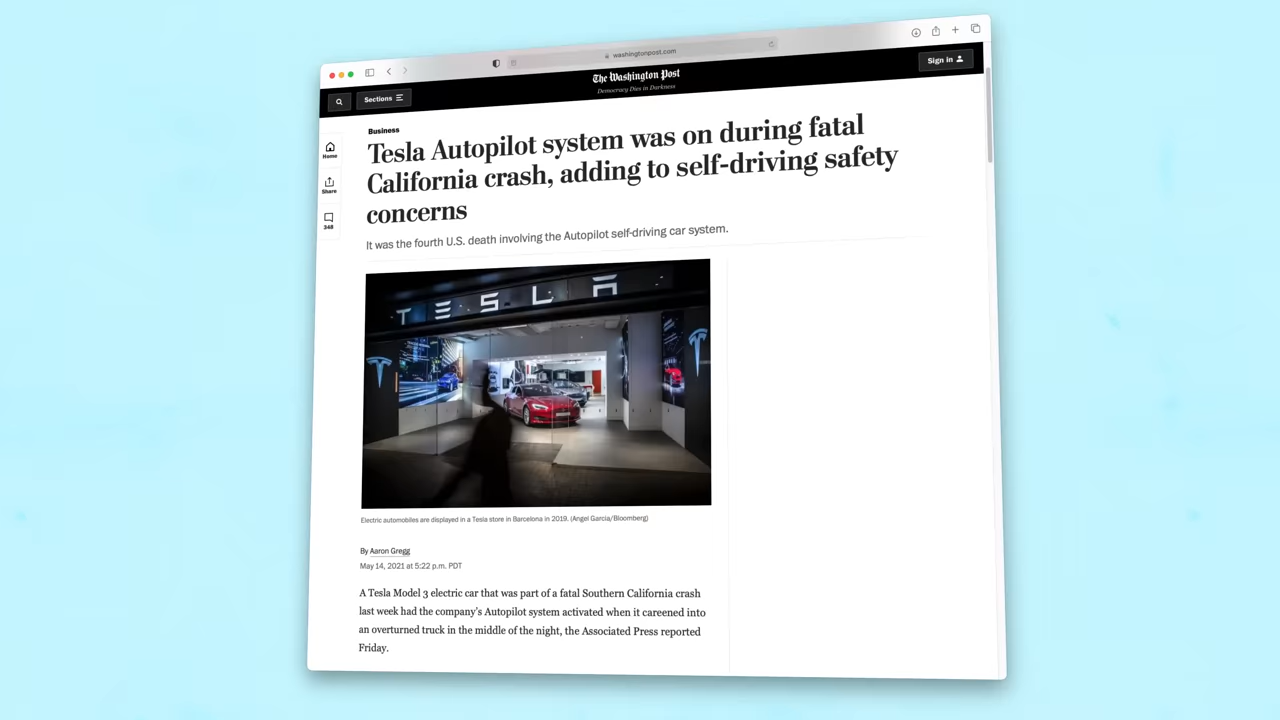 washingtonpost.com
The Washington Post
Democracy Dies in Darkness
Sections
Sign in
Home
Share
348
Business
Tesla Autopilot system was on during fatal
California crash, adding to self-driving safety
concerns
It was the fourth U.S. death involving the Autopilot self-driving car system.
TESLA
Electric automobiles are displayed in a Tesla store in Barcelona in 2019. (Angel Garcia/Bloomberg)
By Aaron Gregg
May 14, 2021 at 5:22 p.m. PDT
A Tesla Model 3 electric car that was part of a fatal Southern California crash
last week had the company's Autopilot system activated when it careened into
an overturned truck in the middle of the night, the Associated Press reported
Friday.